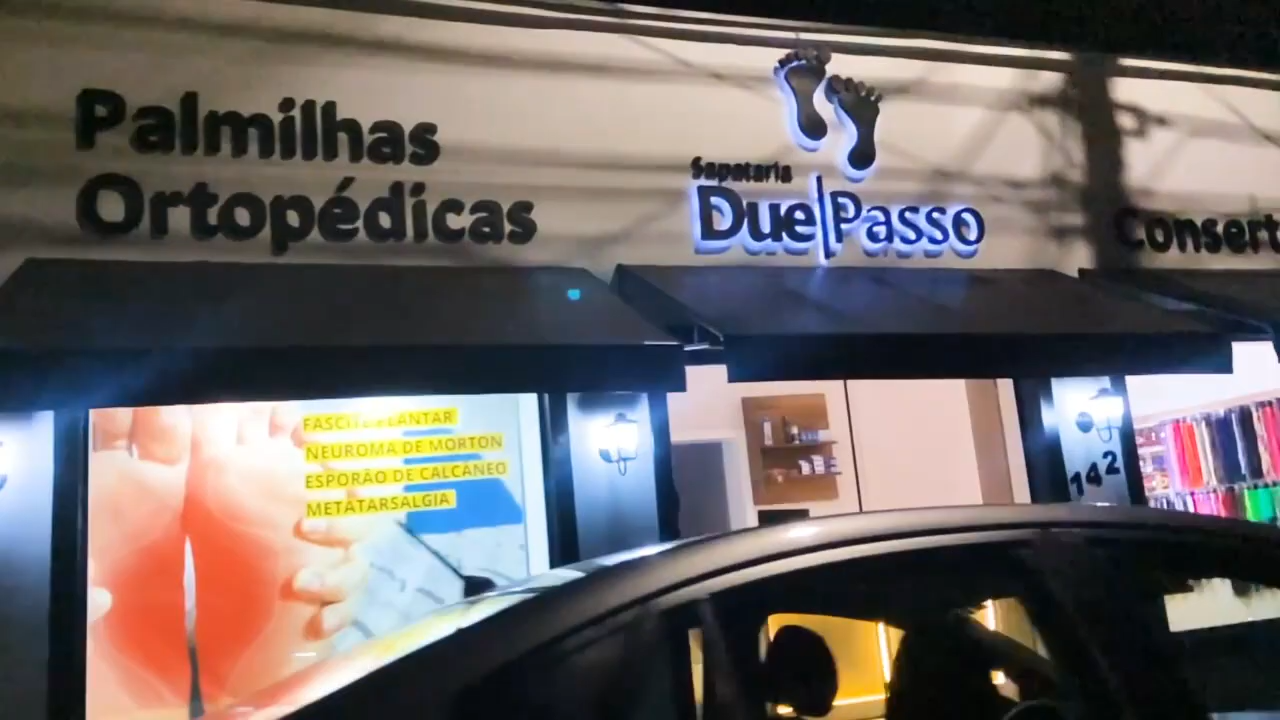 Palmilhas
Ortopédicas
Sapataria
Due|Passo
Consert
FASCITE PLANTAR
NEUROMA DE MORTON
ESPORÃO DE CALCÂNEO
METATARSALGIA
142